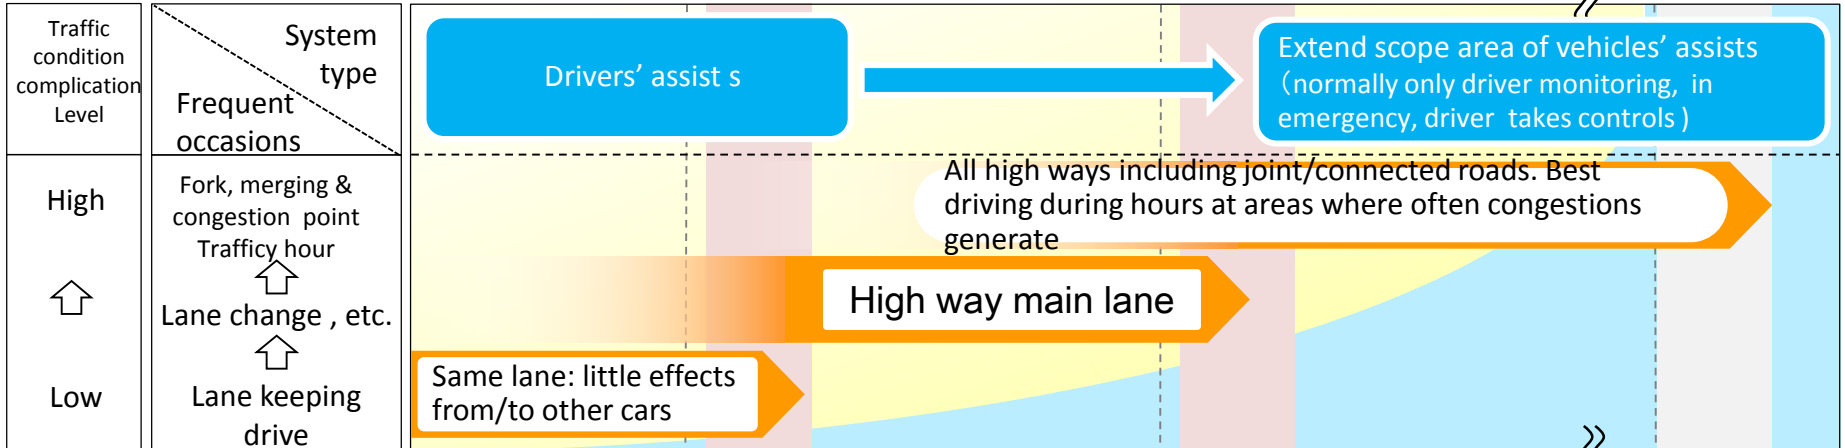 Traffic
condition
complication
Level
System
type
Frequent
occasions
Drivers' assist s
Extend scope area of vehicles' assists
(normally only driver monitoring, in
emergency, driver takes controls )
High
Low
Fork, merging &
congestion point
Trafficy hour
Lane change , etc.
Lane keeping
drive
All high ways including joint/connected roads. Best
driving during hours at areas where often congestions
generate
High way main lane
Same lane: little effects
from/to other cars